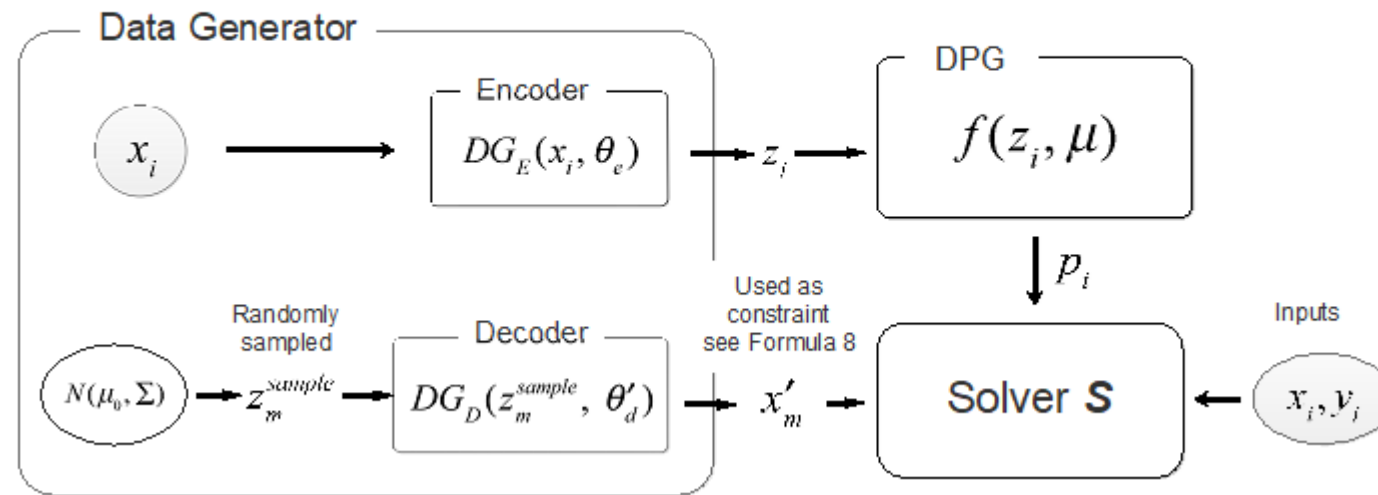 Data Generator
DPG
Encoder
x_i
DG_E(x_i, θ_e)
z_i
f(z_i, μ)
p_i
Randomly
sampled
Used as
constraint
see Formula 8
Inputs
Decoder
N(μ_0, Σ)
z_m^{sample}
DG_D(z_m^{sample}, θ'_d)
x'_m
Solver S
x_i, y_i